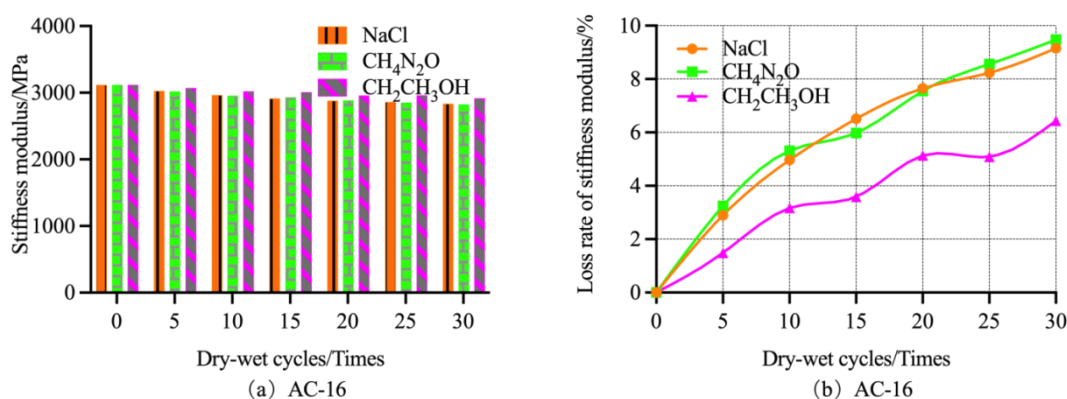 4000
3000
2000
1000
0
Stiffness modulus/MPa
NaCl
CH₄N₂O
CH₂CH₃OH
0 5 10 15 20 25 30
Dry-wet cycles/Times
(a) AC-16
10
8
6
4
2
0
Loss rate of stiffness modulus/%
NaCl
CH₄N₂O
CH₂CH₃OH
0 5 10 15 20 25 30
Dry-wet cycles/Times
(b) AC-16